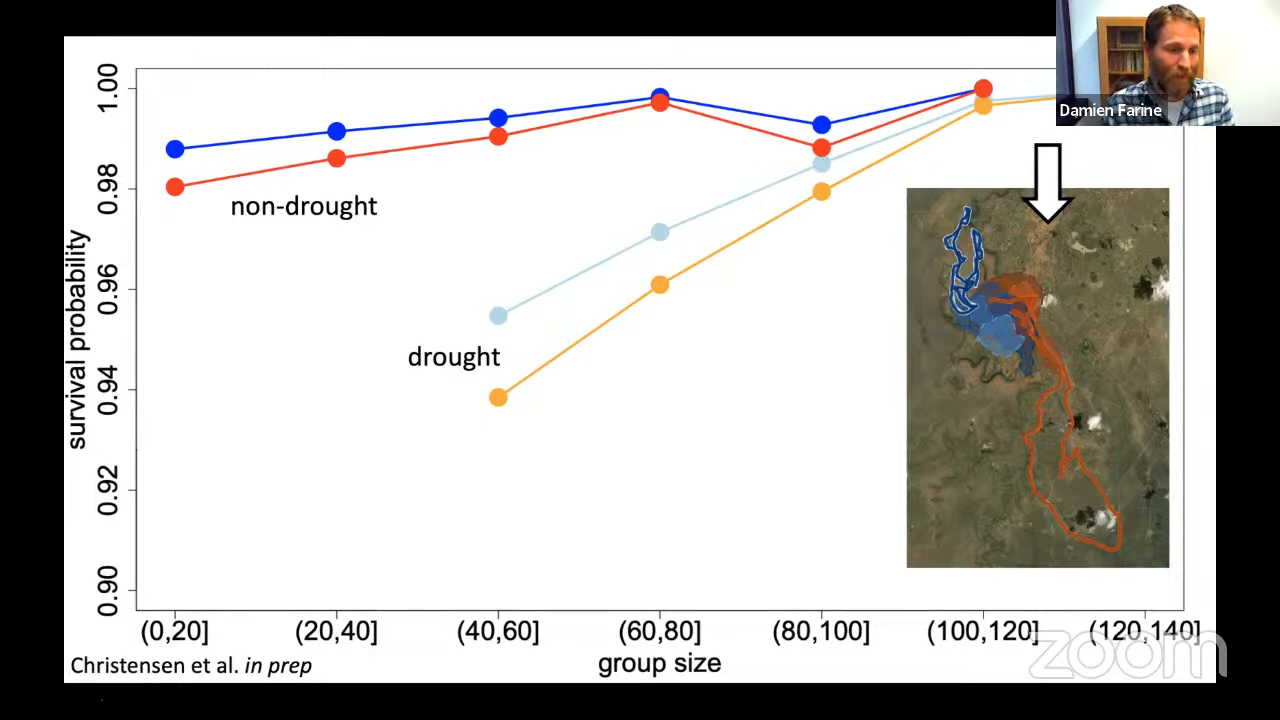 Damien Farine
1.00
0.98
0.96
0.94
0.92
0.90
survival probability
non-drought
drought
(0,20]
(20,40]
(40,60]
(60,80]
(80,100]
(100,120]
(120,140]
group size
Christensen et al. in prep
zoom